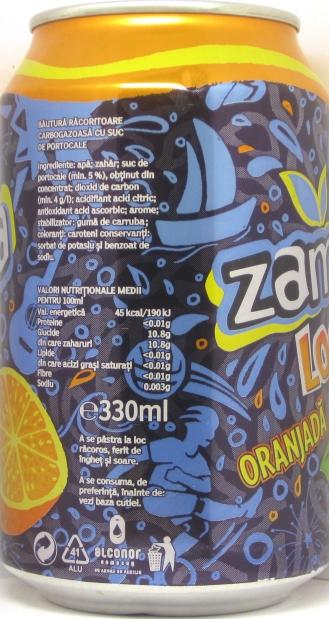 BĂUTURĂ RĂCORITOARE
CARBOGAZOASĂ CU SUC
DE PORTOCALE
Ingrediente: apă; zahăr; suc de
portocale (min. 5 %), obținut din
concentrat; dioxid de carbon
(min. 4 g/l); acidifiant acid citric;
antioxidant acid ascorbic; arome;
stabilizator: gumă de carruba;
coloranți: caroteni conservanți:
sorbat de potasiu și benzoat de
sodiu.
VALORI NUTRIȚIONALE MEDII
PENTRU 100ml
Val. energetică 45 kcal/190 kJ
Proteine <0.01g
Glucide 10.8g
din care zaharuri 10.8g
Lipide <0.01g
din care acizi grași saturați <0.01g
Fibre <0.01g
Sodiu 0.003g
℮330ml
A se păstra la loc
răcoros, ferit de
îngheț și soare.
A se consuma, de
preferință, înainte de:
vezi baza cutiei.
41
ALU
alconor
company
zan
L
ORANJADĂ